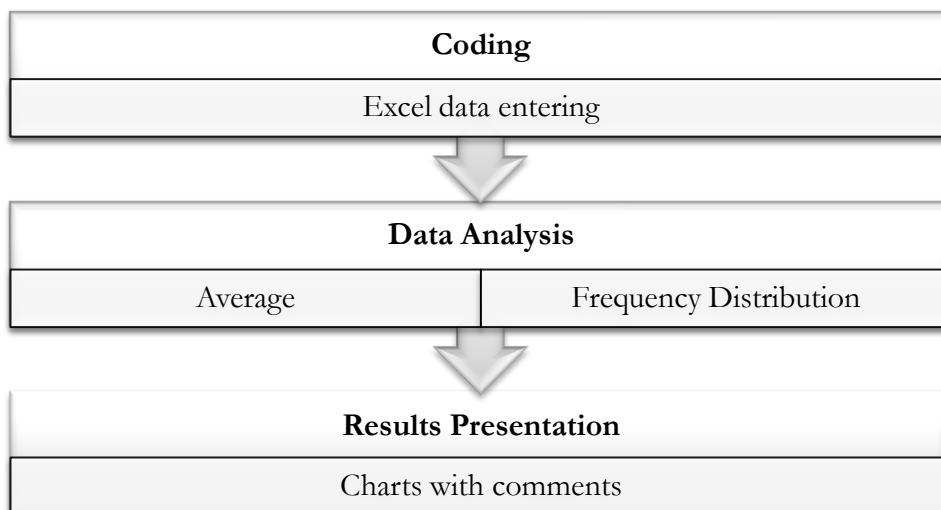 Coding
Excel data entering
Data Analysis
Average
Frequency Distribution
Results Presentation
Charts with comments